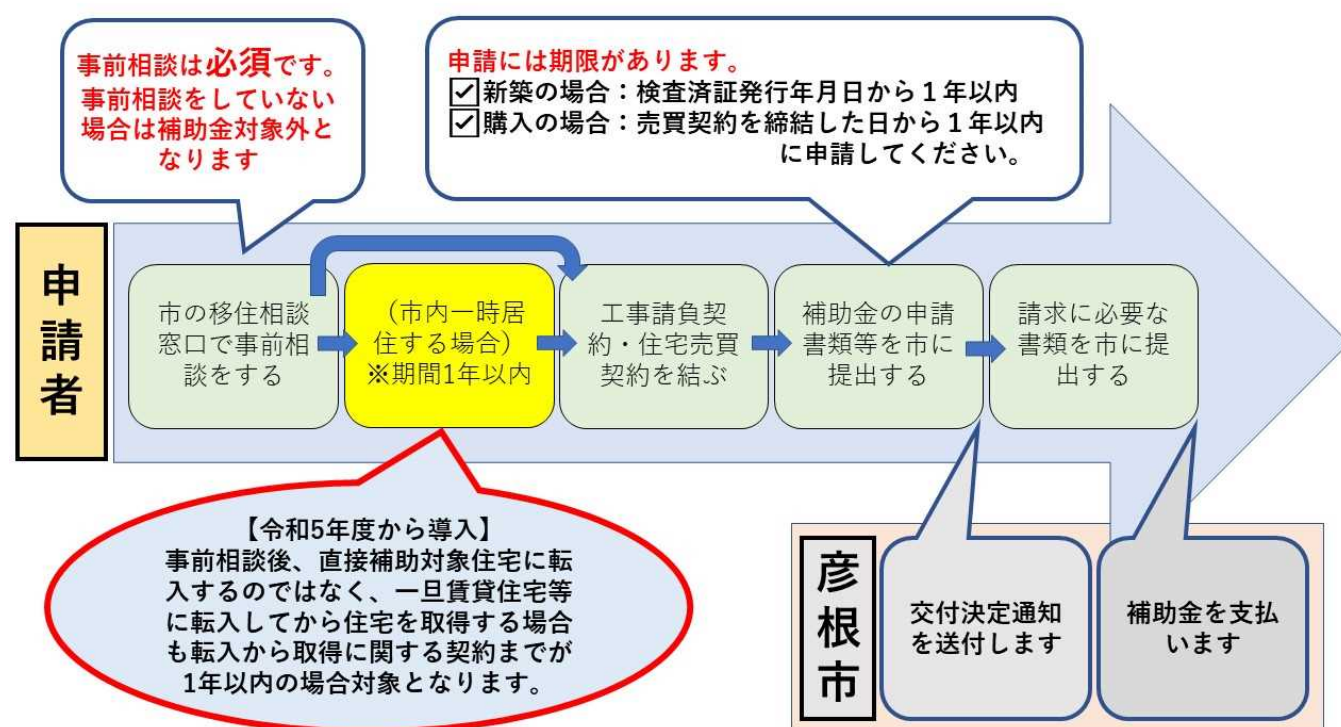 事前相談は必須です。
事前相談をしていない
場合は補助金対象外と
なります
申請には期限があります。
☑新築の場合：検査済証発行年月日から１年以内
☑購入の場合：売買契約を締結した日から１年以内
に申請してください。
申請者
市の移住相談
窓口で事前相
談をする
（市内一時居
住する場合）
※期間1年以内
工事請負契
約・住宅売買
契約を結ぶ
補助金の申請
書類等を市に
提出する
請求に必要な
書類を市に提
出する
【令和5年度から導入】
事前相談後、直接補助対象住宅に転
入するのではなく、一旦賃貸住宅等
に転入してから住宅を取得する場合
も転入から取得に関する契約までが
1年以内の場合対象となります。
彦根市
交付決定通知
を送付します
補助金を支払
います